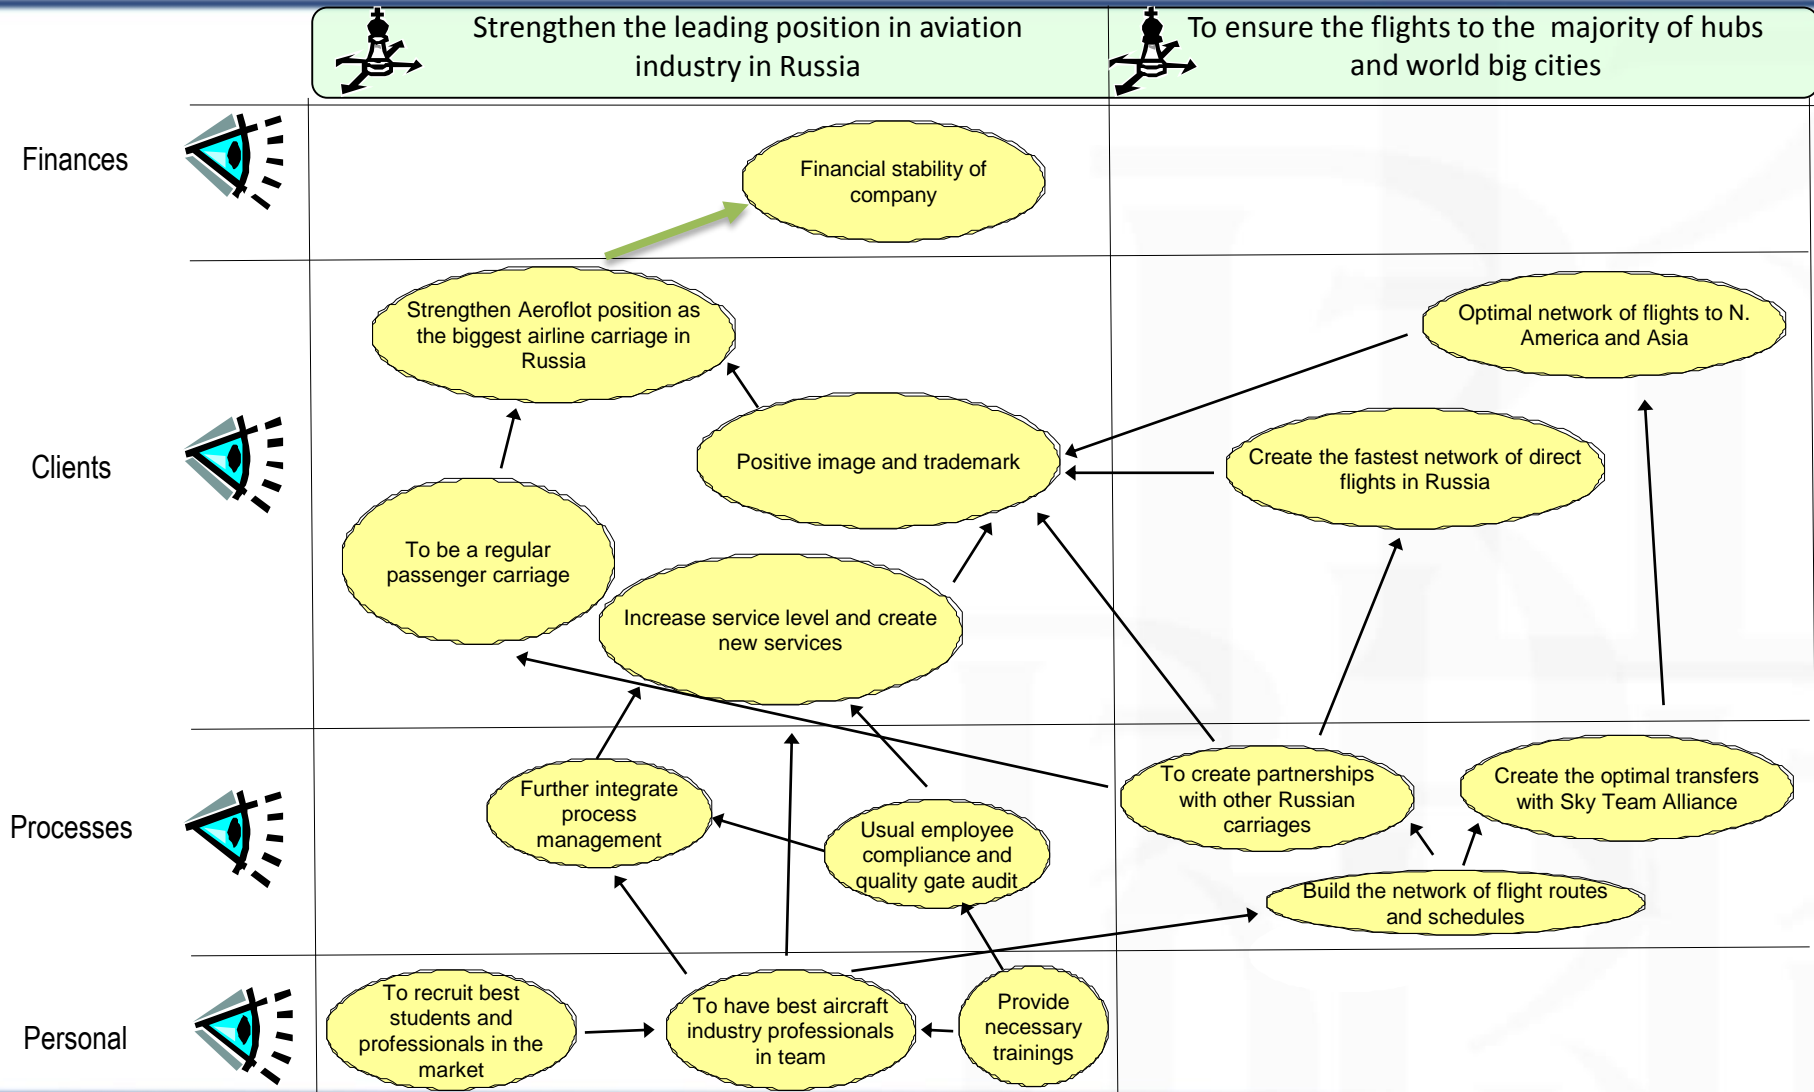 Strengthen the leading position in aviation
industry in Russia
To ensure the flights to the majority of hubs
and world big cities
Finances
Financial stability of
company
Clients
Strengthen Aeroflot position as
the biggest airline carriage in
Russia
Optimal network of flights to N.
America and Asia
Positive image and trademark
Create the fastest network of direct
flights in Russia
To be a regular
passenger carriage
Increase service level and create
new services
Processes
Further integrate
process
management
Usual employee
compliance and
quality gate audit
To create partnerships
with other Russian
carriages
Create the optimal transfers
with Sky Team Alliance
Build the network of flight routes
and schedules
Personal
To recruit best
students and
professionals in the
market
To have best aircraft
industry professionals
in team
Provide
necessary
trainings